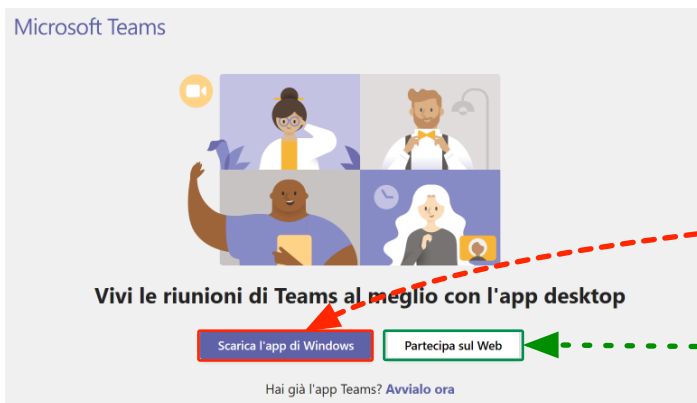 Microsoft Teams
Vivi le riunioni di Teams al meglio con l'app desktop
Scarica l'app di Windows
Partecipa sul Web
Hai già l'app Teams? Avvialo ora